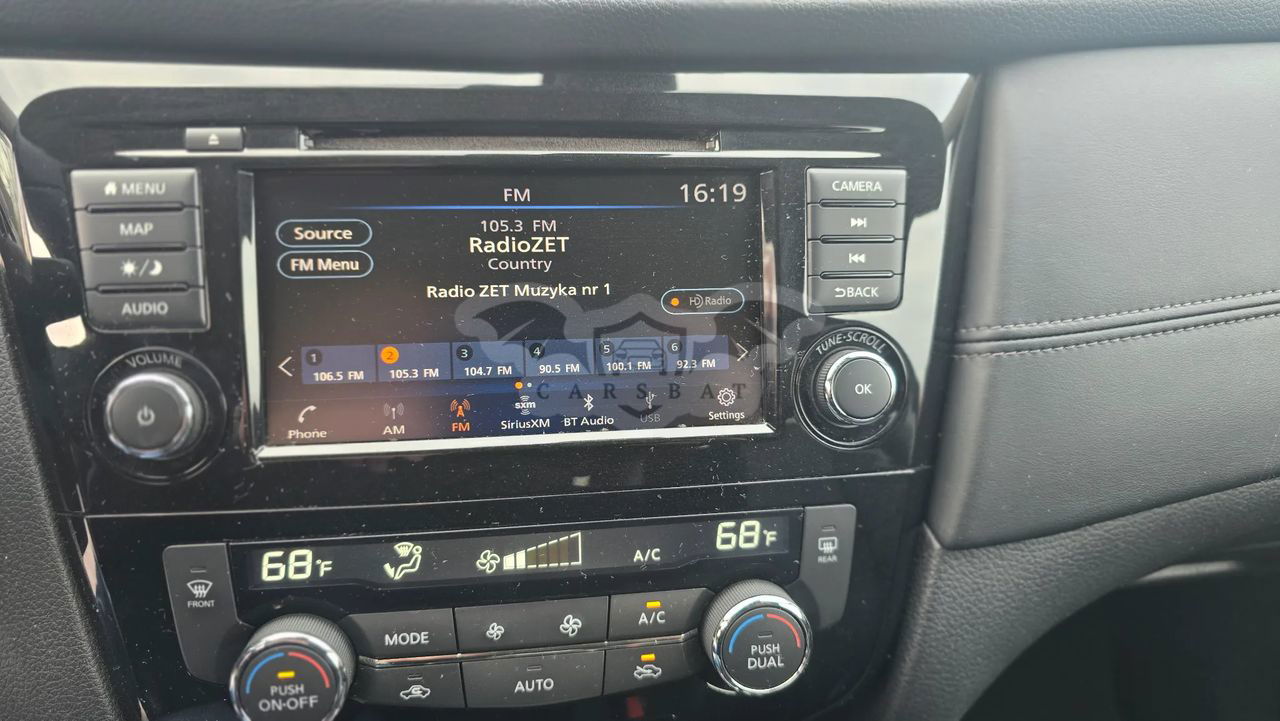 MENU
MAP
AUDIO
VOLUME
FM
16:19
Source
FM Menu
105.3 FM
RadioZET
Country
Radio ZET Muzyka nr 1
HD Radio
1 2 3 4 5 6
106.5 FM 105.3 FM 104.7 FM 90.5 FM 100.1 FM 92.3 FM
CARSBAT
Phone AM FM sxm SiriusXM BT Audio USB Settings
CAMERA
BACK
TUNE·SCROLL
OK
68°F
A/C
68°F
FRONT
REAR
MODE
A/C
AUTO
PUSH
ON·OFF
PUSH
DUAL